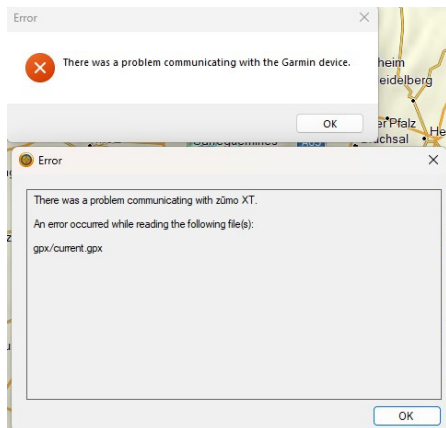 Error
There was a problem communicating with the Garmin device.
OK
heim
eidelberg
er Pfalz
He
Error
There was a problem communicating with zūmo XT.
An error occurred while reading the following file(s):
gpx/current.gpx
OK